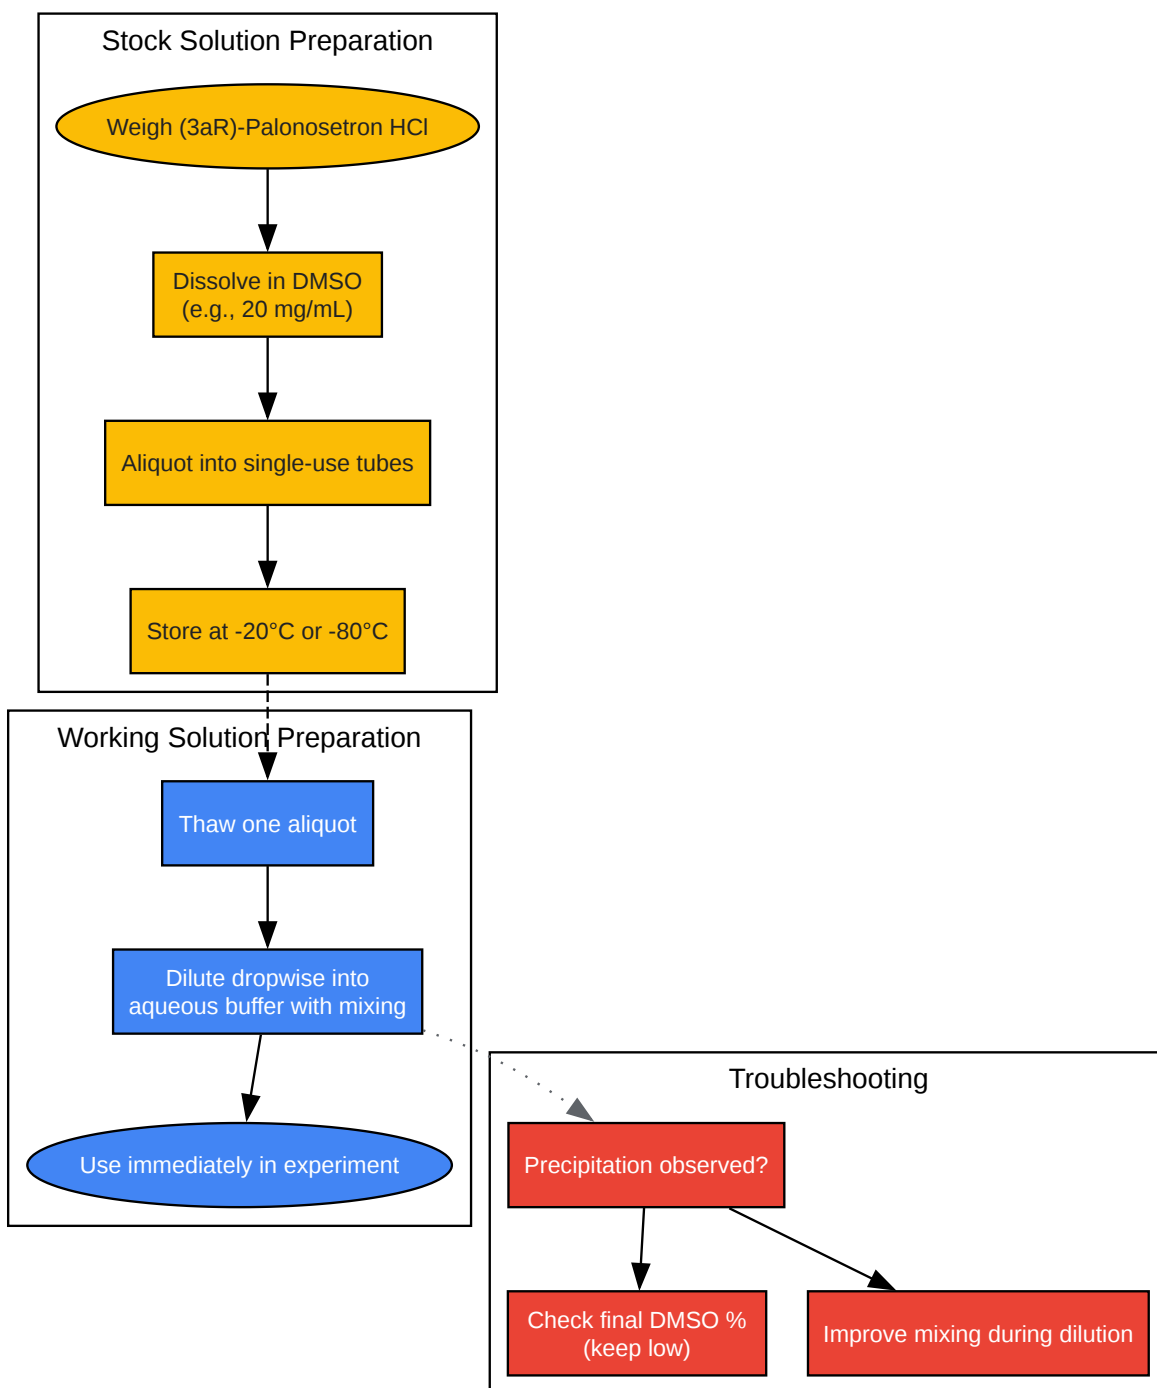 Stock Solution Preparation
Weigh (3aR)-Palonosetron HCl
Dissolve in DMSO
(e.g., 20 mg/mL)
Aliquot into single-use tubes
Store at -20°C or -80°C
Working Solution Preparation
Thaw one aliquot
Dilute dropwise into
aqueous buffer with mixing
Use immediately in experiment
Troubleshooting
Precipitation observed?
Check final DMSO %
(keep low)
Improve mixing during dilution